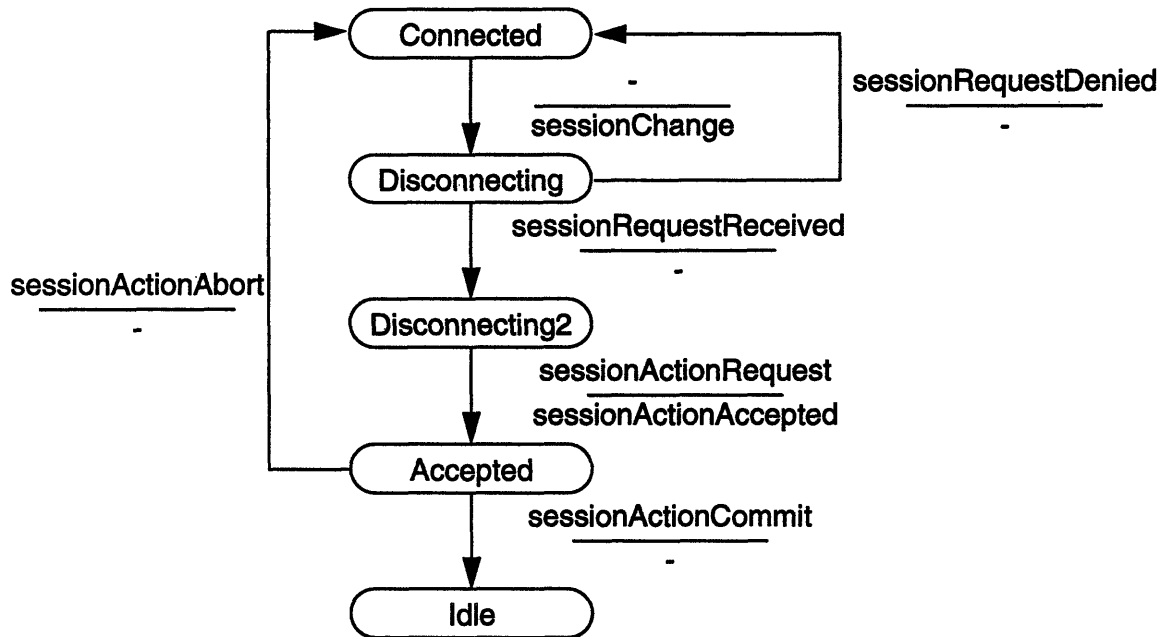 Connected
-
sessionChange
sessionRequestDenied
-
Disconnecting
sessionRequestReceived
-
sessionActionAbort
-
Disconnecting2
sessionActionRequest
sessionActionAccepted
Accepted
sessionActionCommit
-
Idle